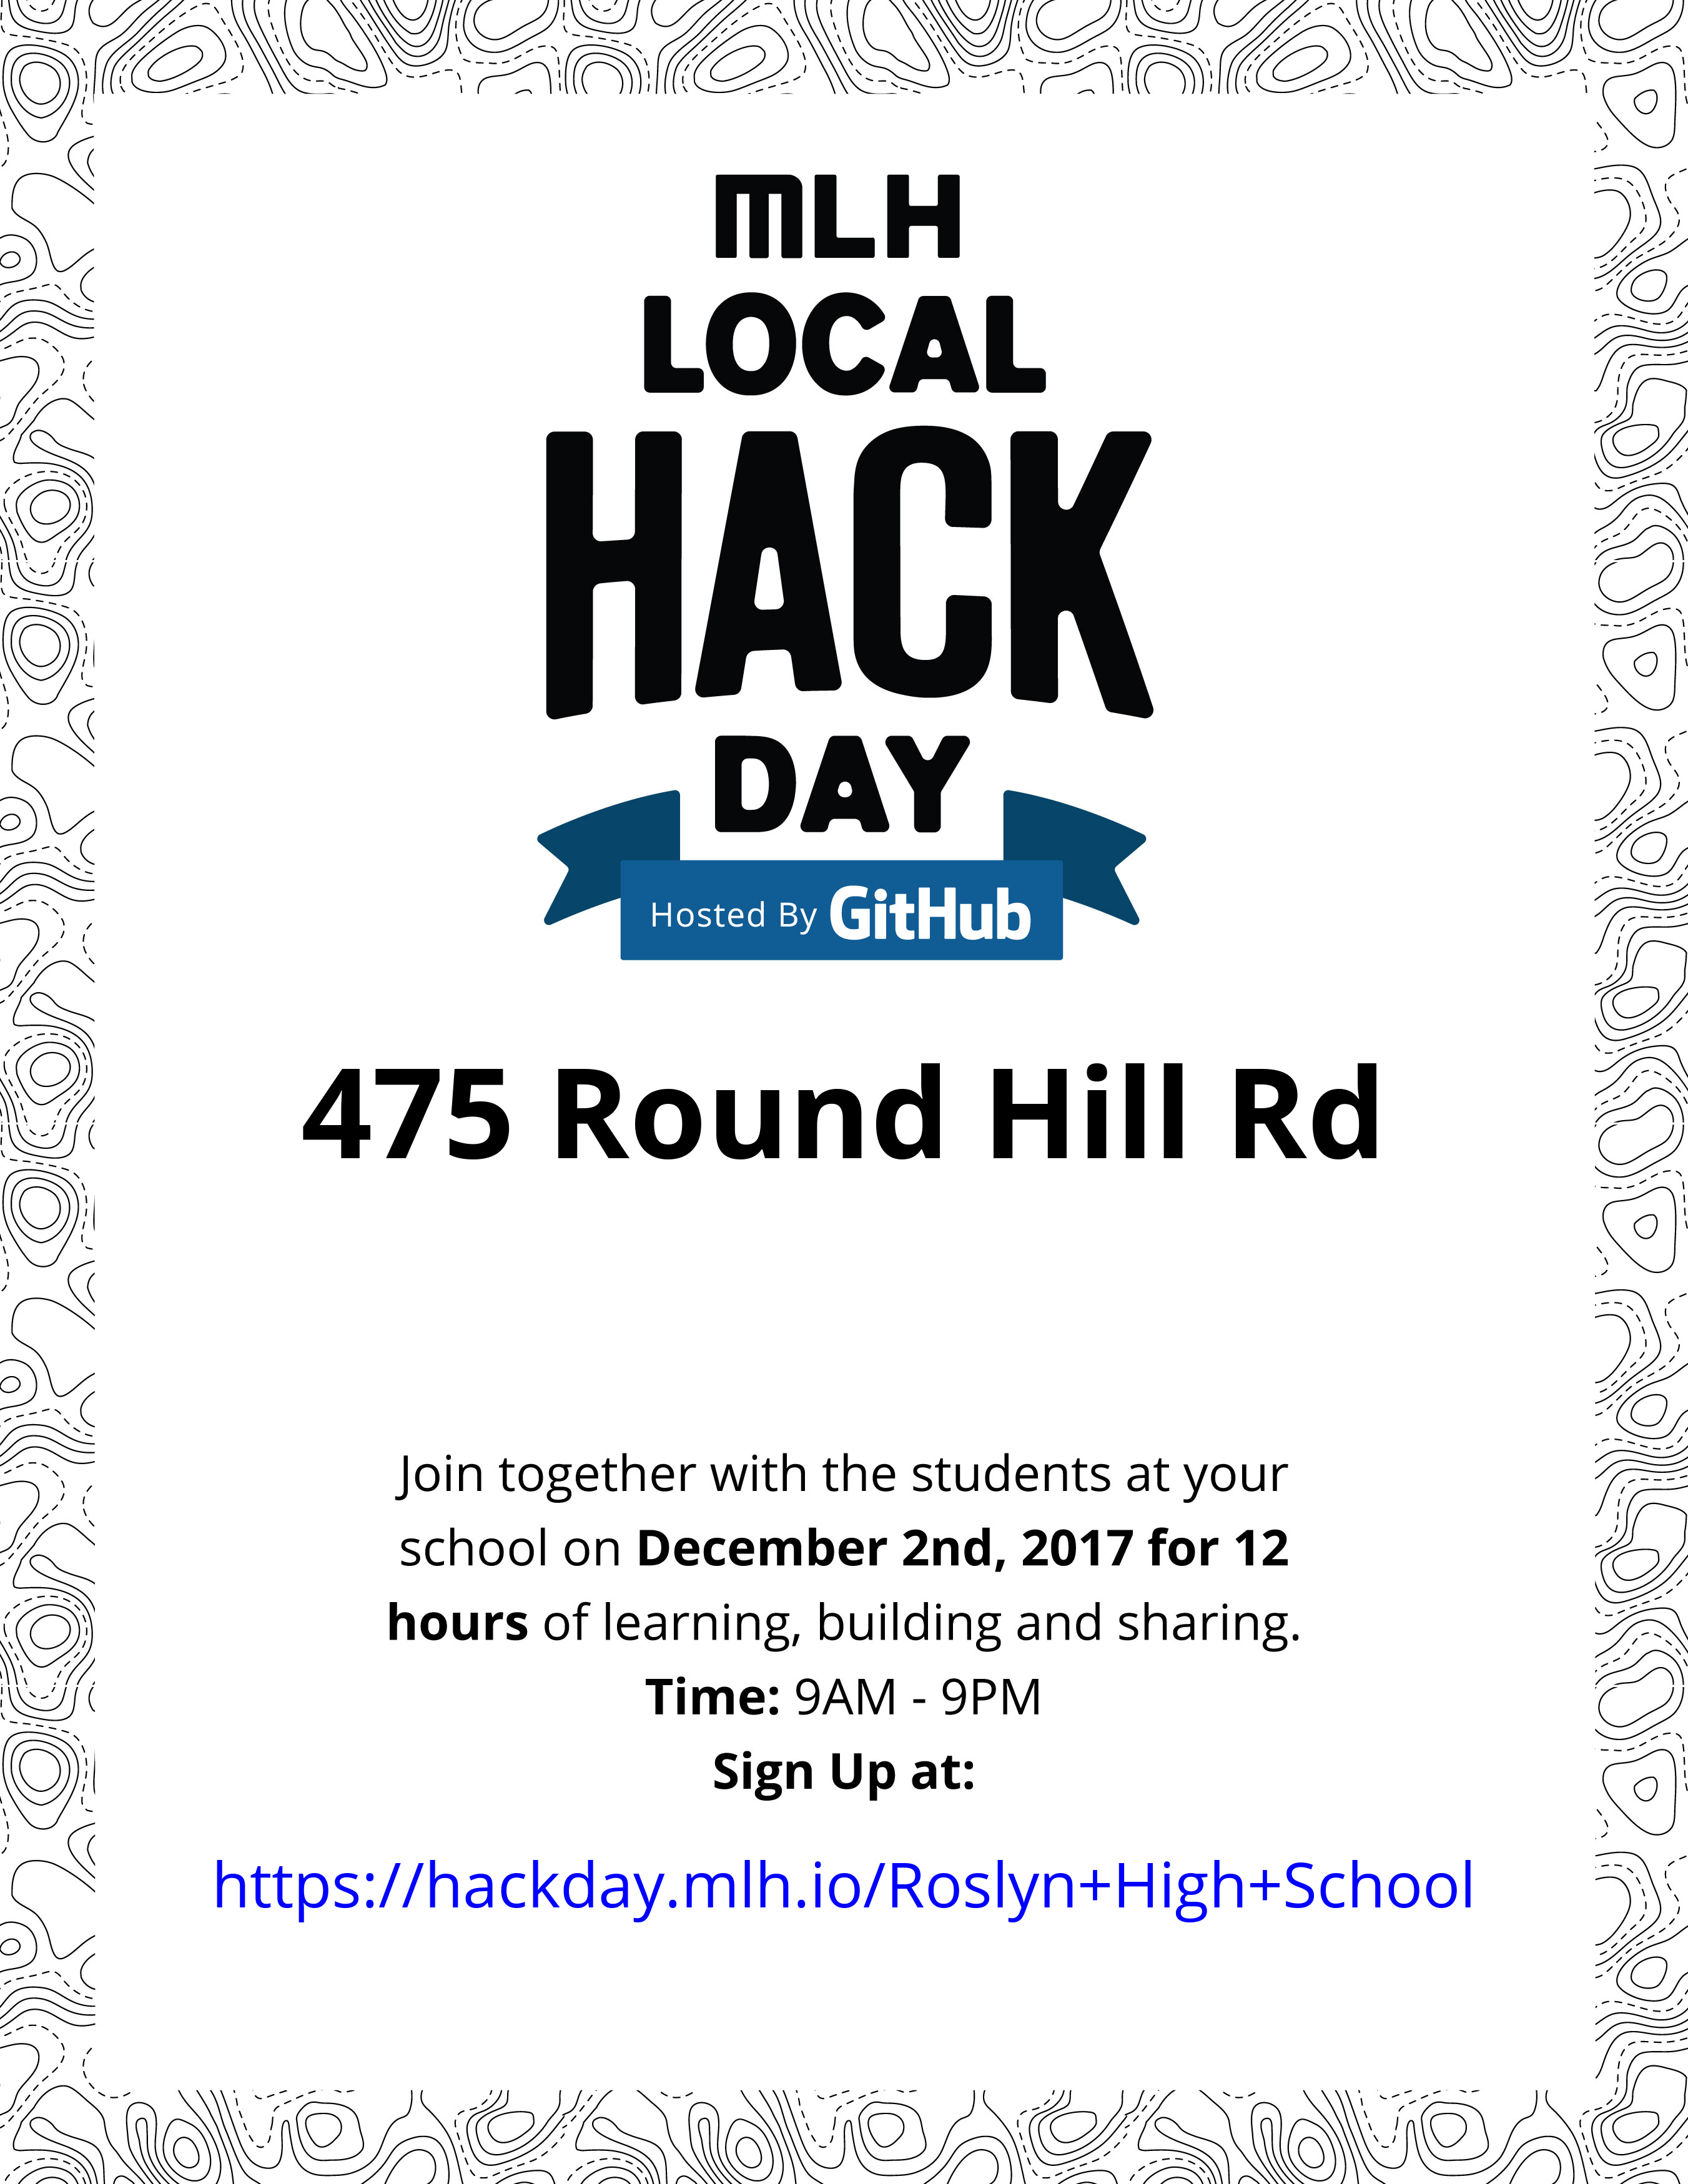 MLH
LOCAL
HACK
DAY
Hosted By GitHub
475 Round Hill Rd
Join together with the students at your
school on December 2nd, 2017 for 12
hours of learning, building and sharing.
Time: 9AM - 9PM
Sign Up at:
https://hackday.mlh.io/Roslyn+High+School